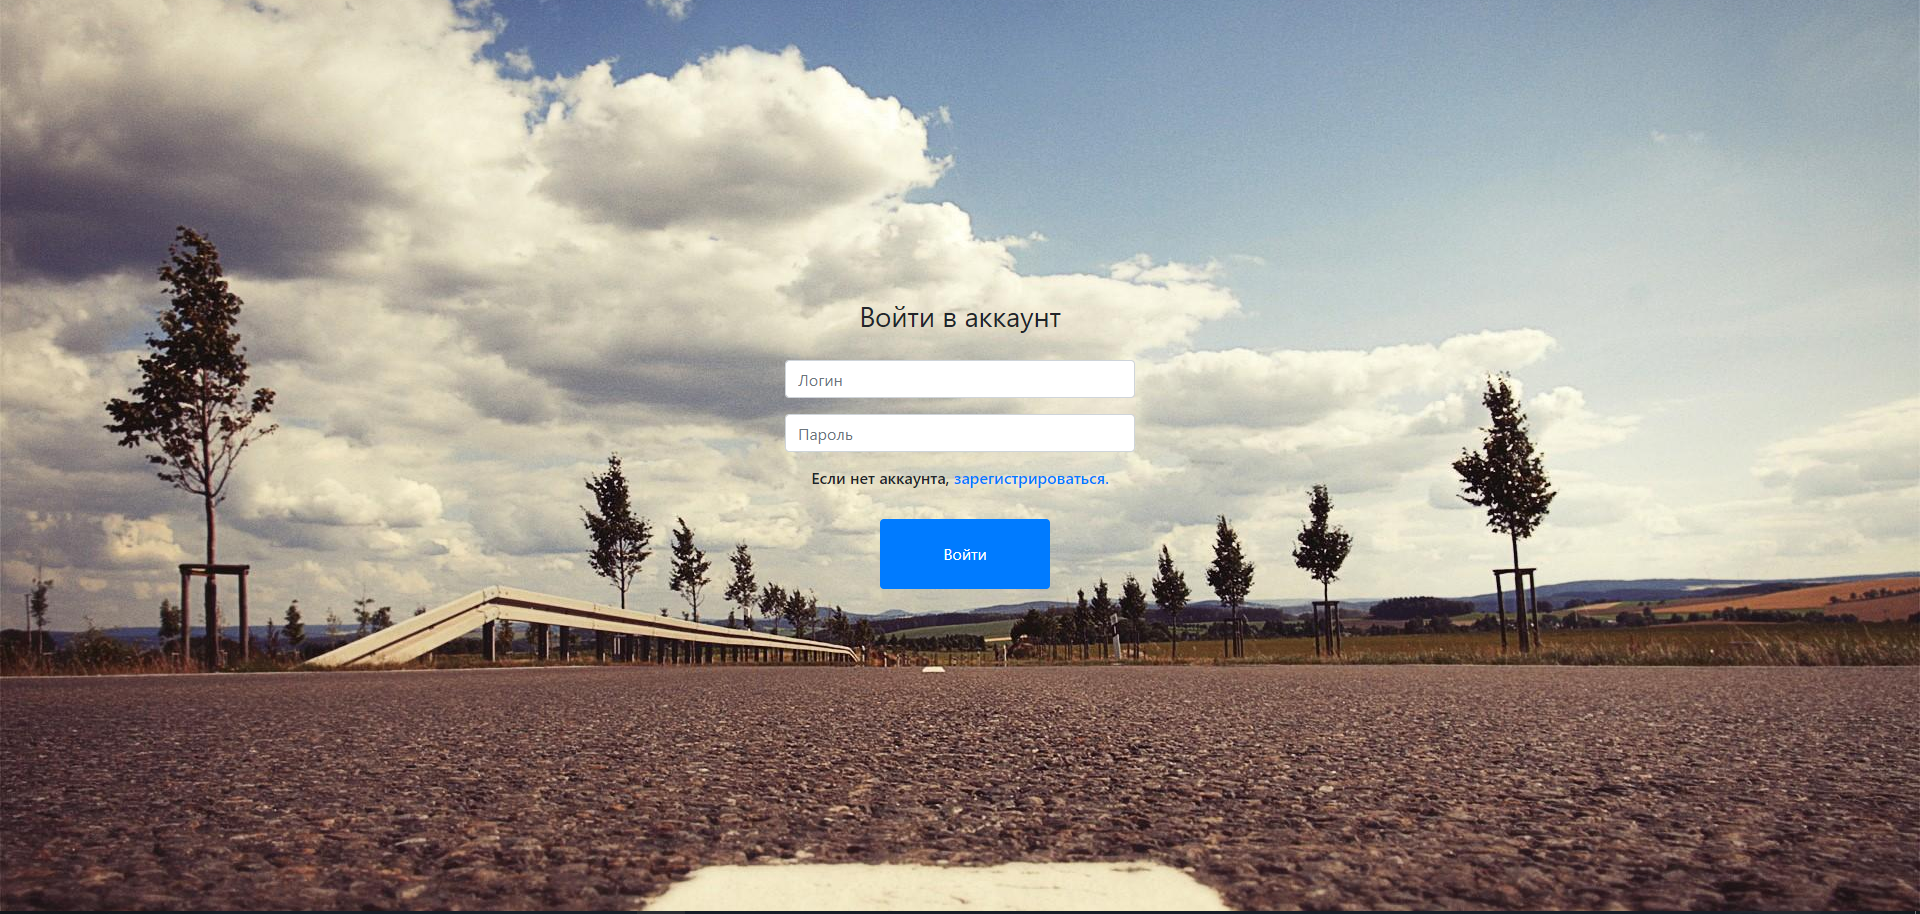 Войти в аккаунт
Логин
Пароль
Если нет аккаунта, зарегистрироваться.
Войти